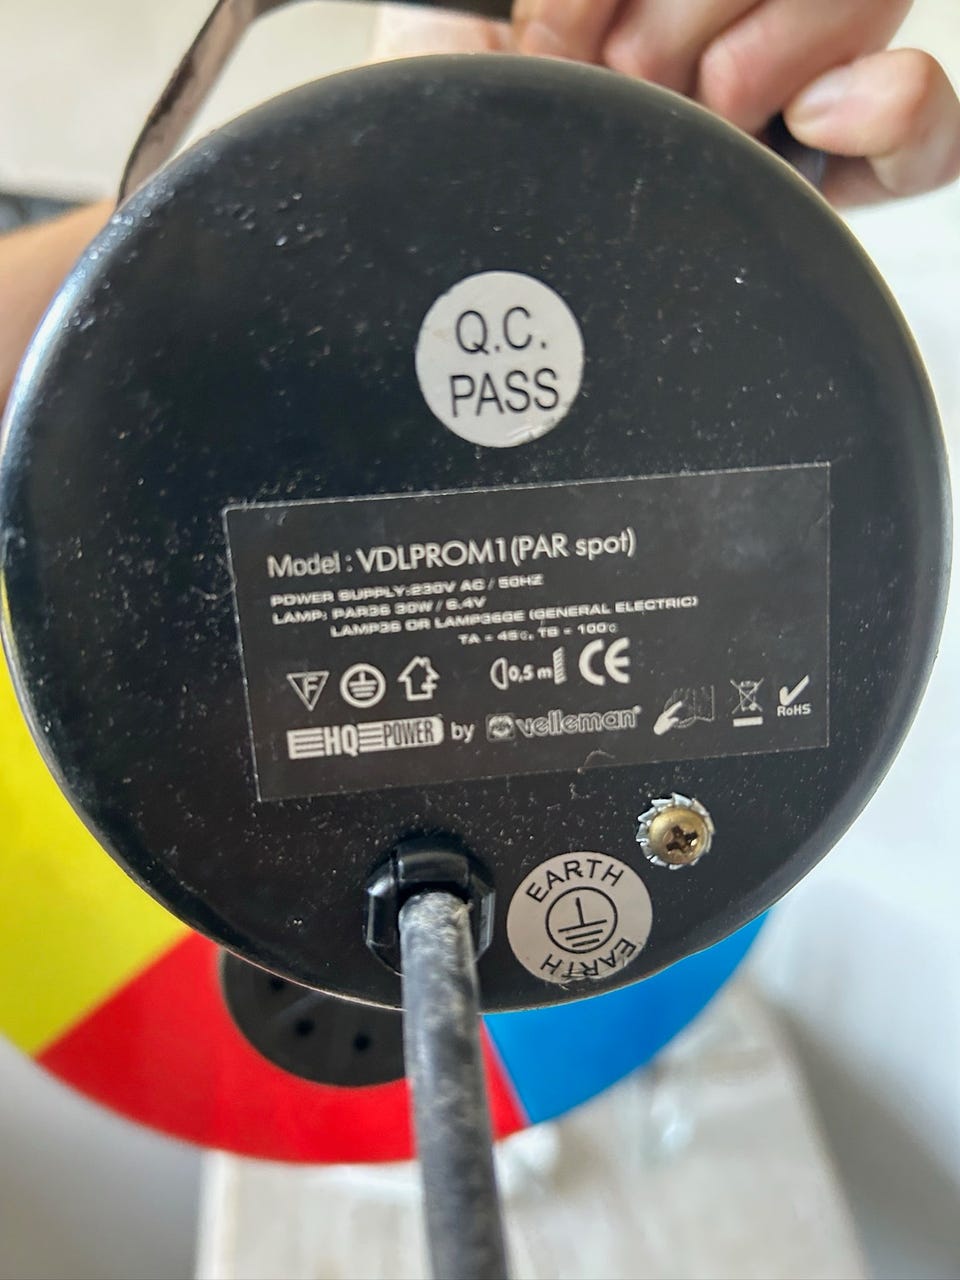 Q.C.
PASS
Model : VDLPROM1(PAR spot)
POWER SUPPLY:230V AC / 50HZ
LAMP: PAR36 30W / 6.4V
LAMP36 OR LAMP36GE (GENERAL ELECTRIC)
TA = 45℃, TB = 100℃
F
0,5 m CE
HQ POWER by velleman®
RoHS
EARTH
EARTH